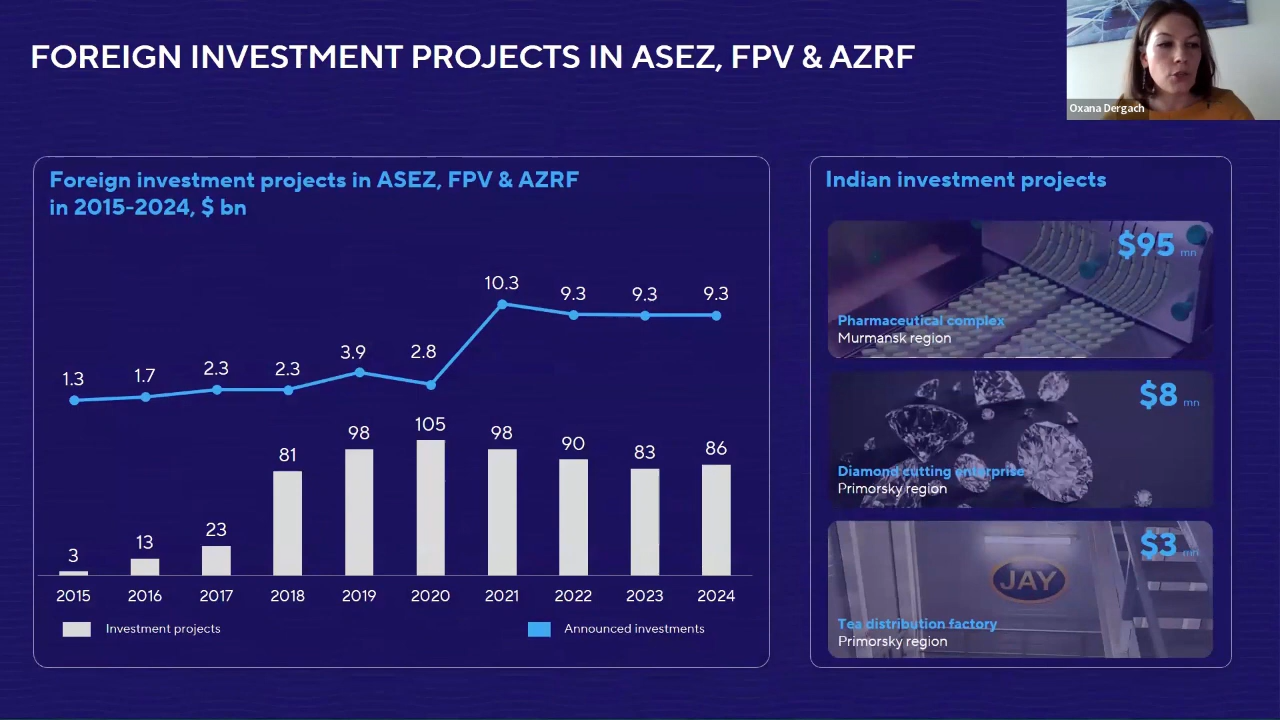 FOREIGN INVESTMENT PROJECTS IN ASEZ, FPV & AZRF
Oxana Dergach
Foreign investment projects in ASEZ, FPV & AZRF
in 2015-2024, $ bn
1.3
1.7
2.3
2.3
3.9
2.8
10.3
9.3
9.3
9.3
3
13
23
81
98
105
98
90
83
86
2015 2016 2017 2018 2019 2020 2021 2022 2023 2024
Investment projects
Announced investments
Indian investment projects
$95 mn
Pharmaceutical complex
Murmansk region
$8 mn
Diamond cutting enterprise
Primorsky region
$3 mn
JAY
Tea distribution factory
Primorsky region